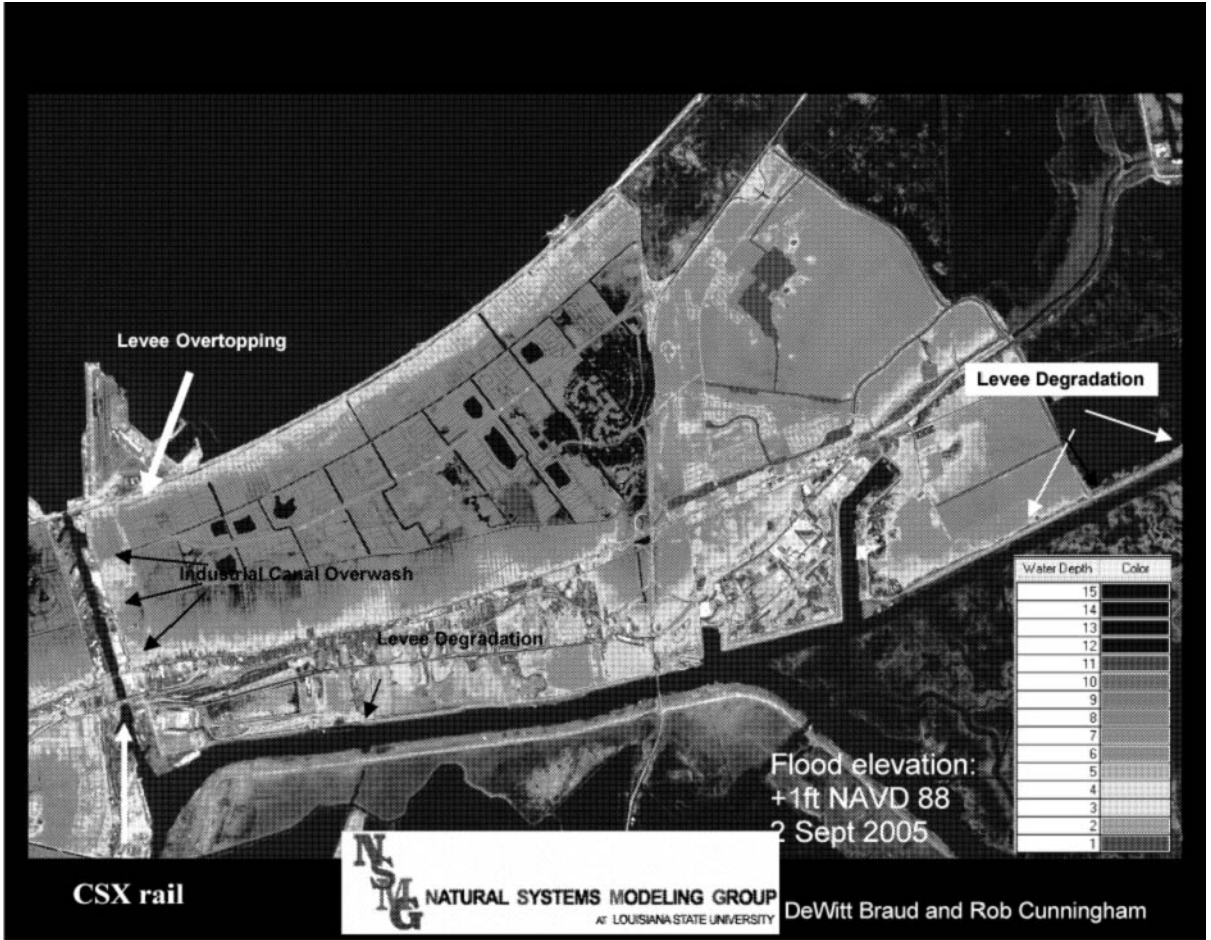 Levee Overtopping
Levee Degradation
Industrial Canal Overwash
Levee Degradation
Water Depth Color
15
14
13
12
11
10
9
8
7
6
5
4
3
2
1
Flood elevation:
+1ft NAVD 88
2 Sept 2005
CSX rail
NSMG
NATURAL SYSTEMS MODELING GROUP
AT LOUISIANA STATE UNIVERSITY
DeWitt Braud and Rob Cunningham